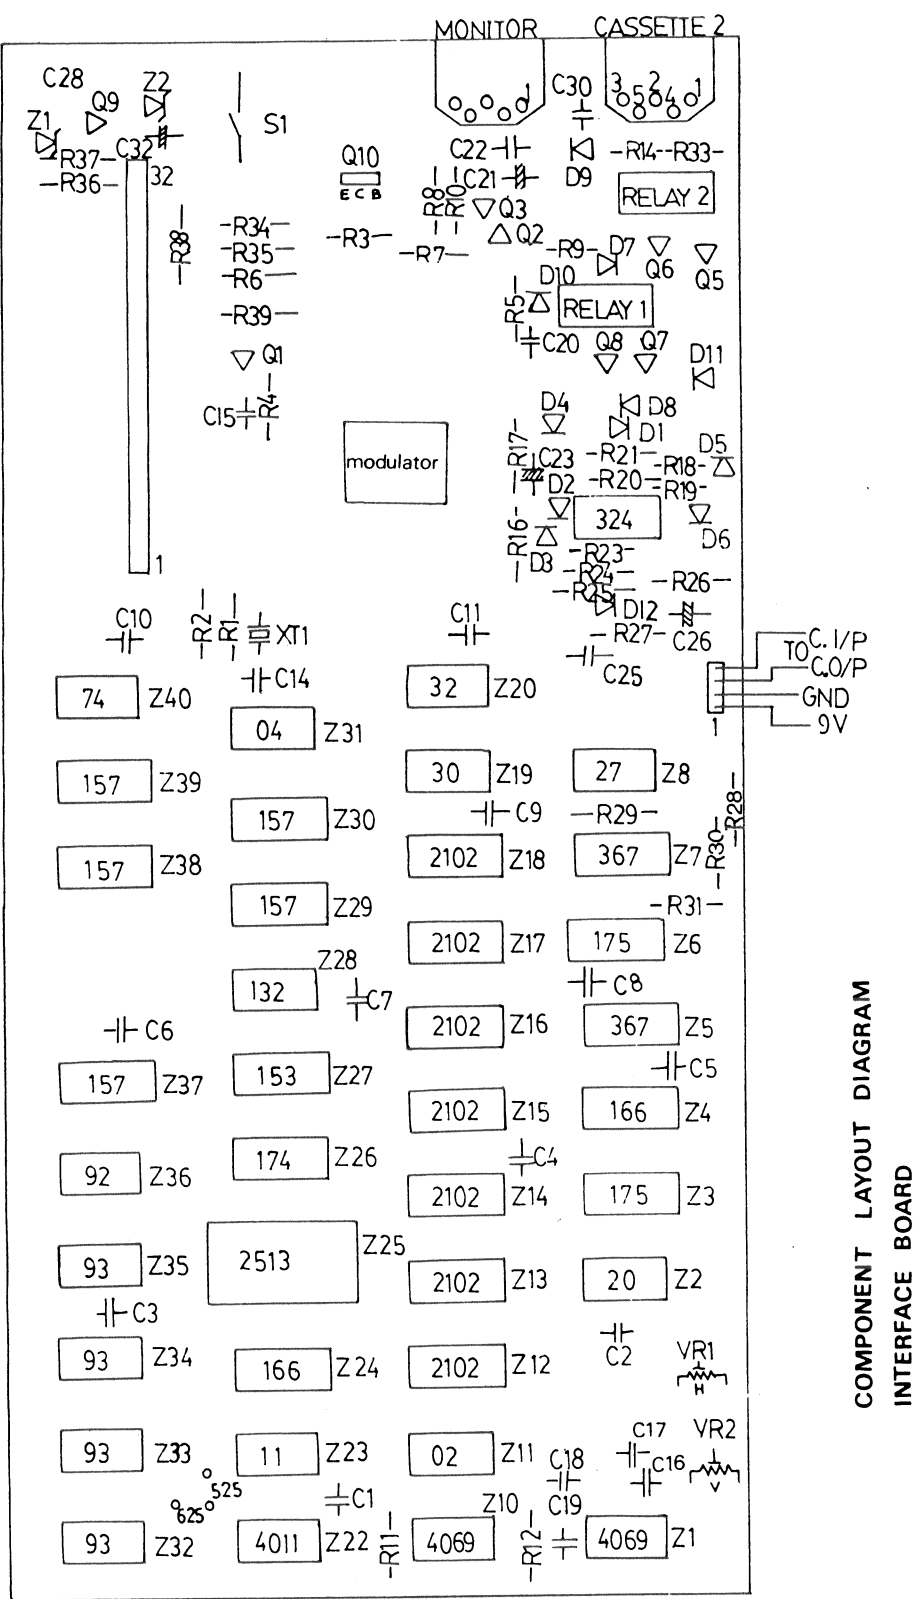 MONITOR CASSETTE 2
C28 Z2 C30 3 2 1
Q9 1 5 4
Z1 S1
R37 C32 Q10 C22 R14 R33
R36 32 C21 D9
E C B R8 R10 Q3 RELAY 2
R38 R34 R3 Q2
R35 R7 R9 D7 Q6 Q5
R6 D10
R39 R5 RELAY 1
C20 Q8 Q7
Q1 D11
C15 R4 D4 D8
D1
modulator R17 C23 R21 D5
R18
D2 R20 R19
324
R16 D6
D3 R23
1 R24
R25 R26
D12
C10 R2 R1 XT1 C11 R27 C26
C25
TO C.I/P
C.O/P
GND
9V
1
C14
74 Z40 32 Z20
04 Z31
157 Z39 30 Z19 27 Z8
R28
157 Z30 C9 R29
157 Z38 2102 Z18 367 Z7 R30
157 Z29 R31
2102 Z17 175 Z6
Z28
132 C7 C8
C6 2102 Z16 367 Z5
157 Z37 153 Z27 C5
2102 Z15 166 Z4
92 Z36 174 Z26 C4
2102 Z14 175 Z3
93 Z35 2513 Z25
2102 Z13 20 Z2
C3
C2
93 Z34 166 Z24 2102 Z12 VR1
H
93 Z33 11 Z23 02 Z11 C17 VR2
C18 C16
V
525
625 C1 Z10 C19
93 Z32 4011 Z22 R11 4069 R12 4069 Z1
COMPONENT LAYOUT DIAGRAM
INTERFACE BOARD